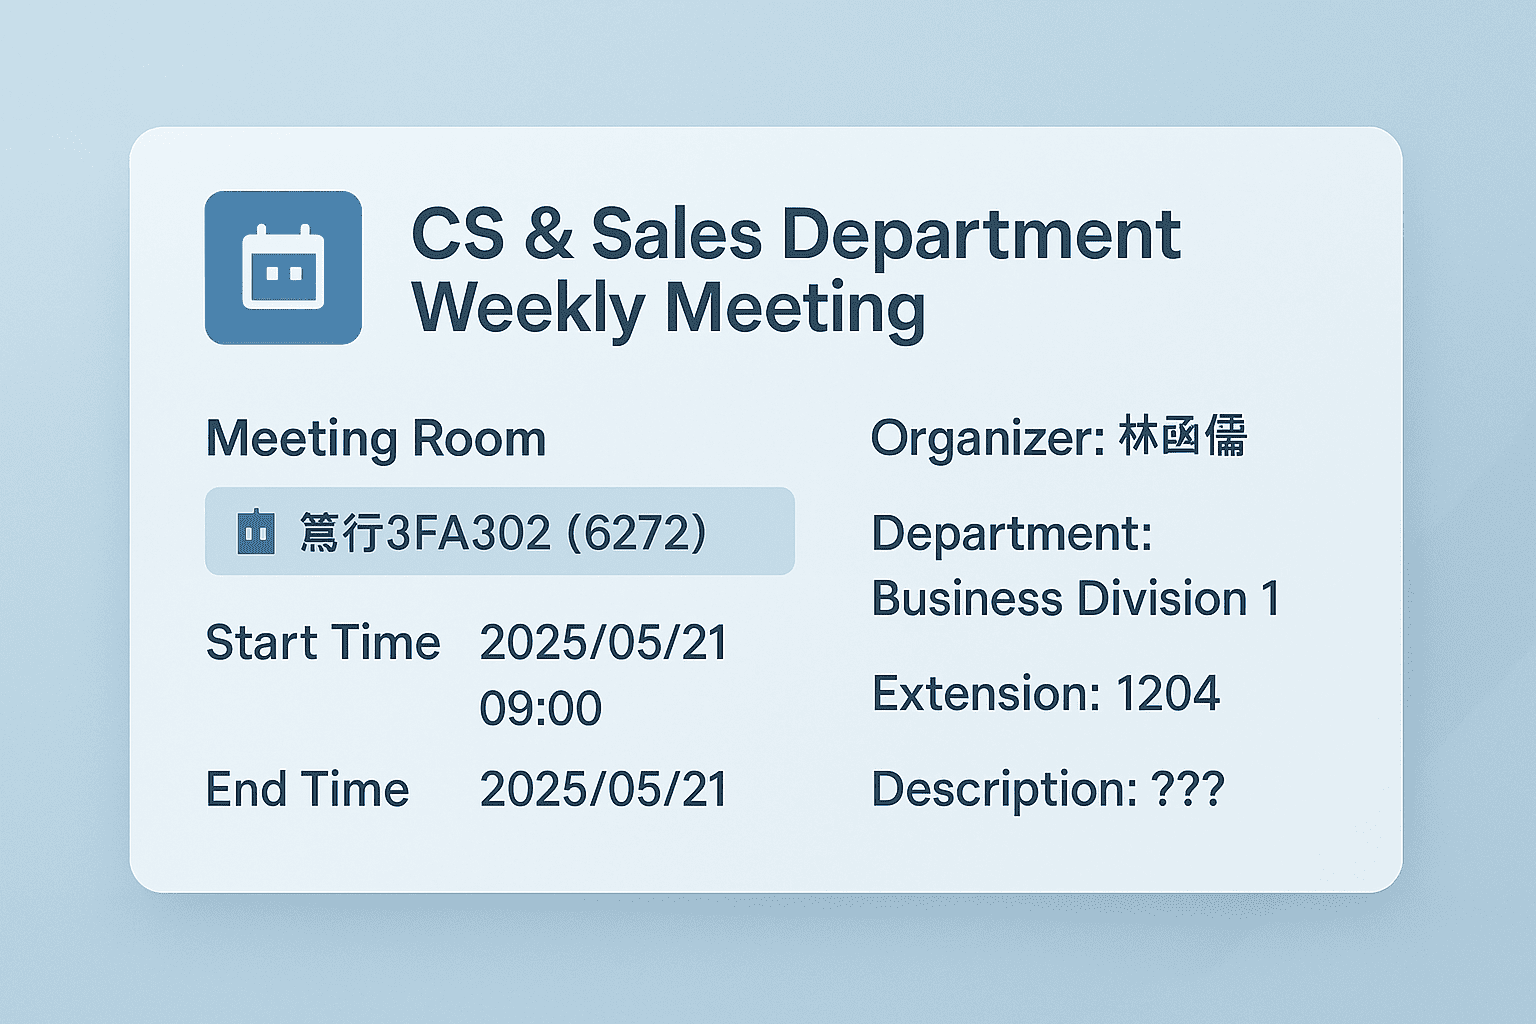 CS & Sales Department
Weekly Meeting
Meeting Room
篤行3FA302 (6272)
Start Time 2025/05/21
09:00
End Time 2025/05/21
Organizer: 林函儒
Department:
Business Division 1
Extension: 1204
Description: ???